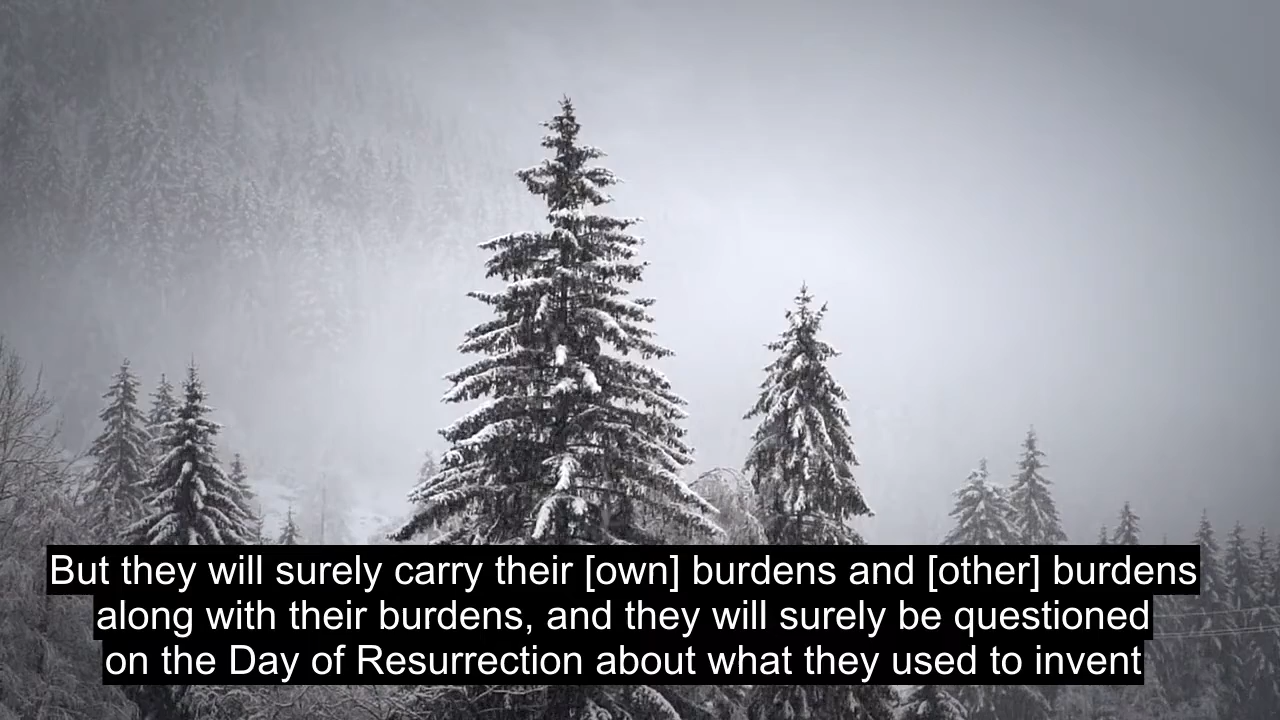 But they will surely carry their [own] burdens and [other] burdens
along with their burdens, and they will surely be questioned
on the Day of Resurrection about what they used to invent